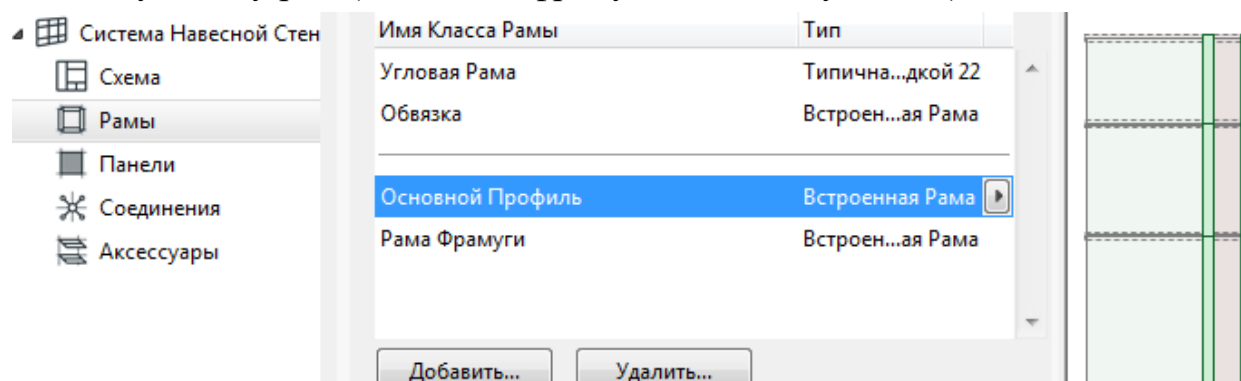 Система Навесной Стен
Схема
Рамы
Панели
Соединения
Аксессуары
Имя Класса Рамы Тип
Угловая Рама Типична...дкой 22
Обвязка Встроен...ая Рама
Основной Профиль Встроенная Рама
Рама Фрамуги Встроен...ая Рама
Добавить... Удалить...